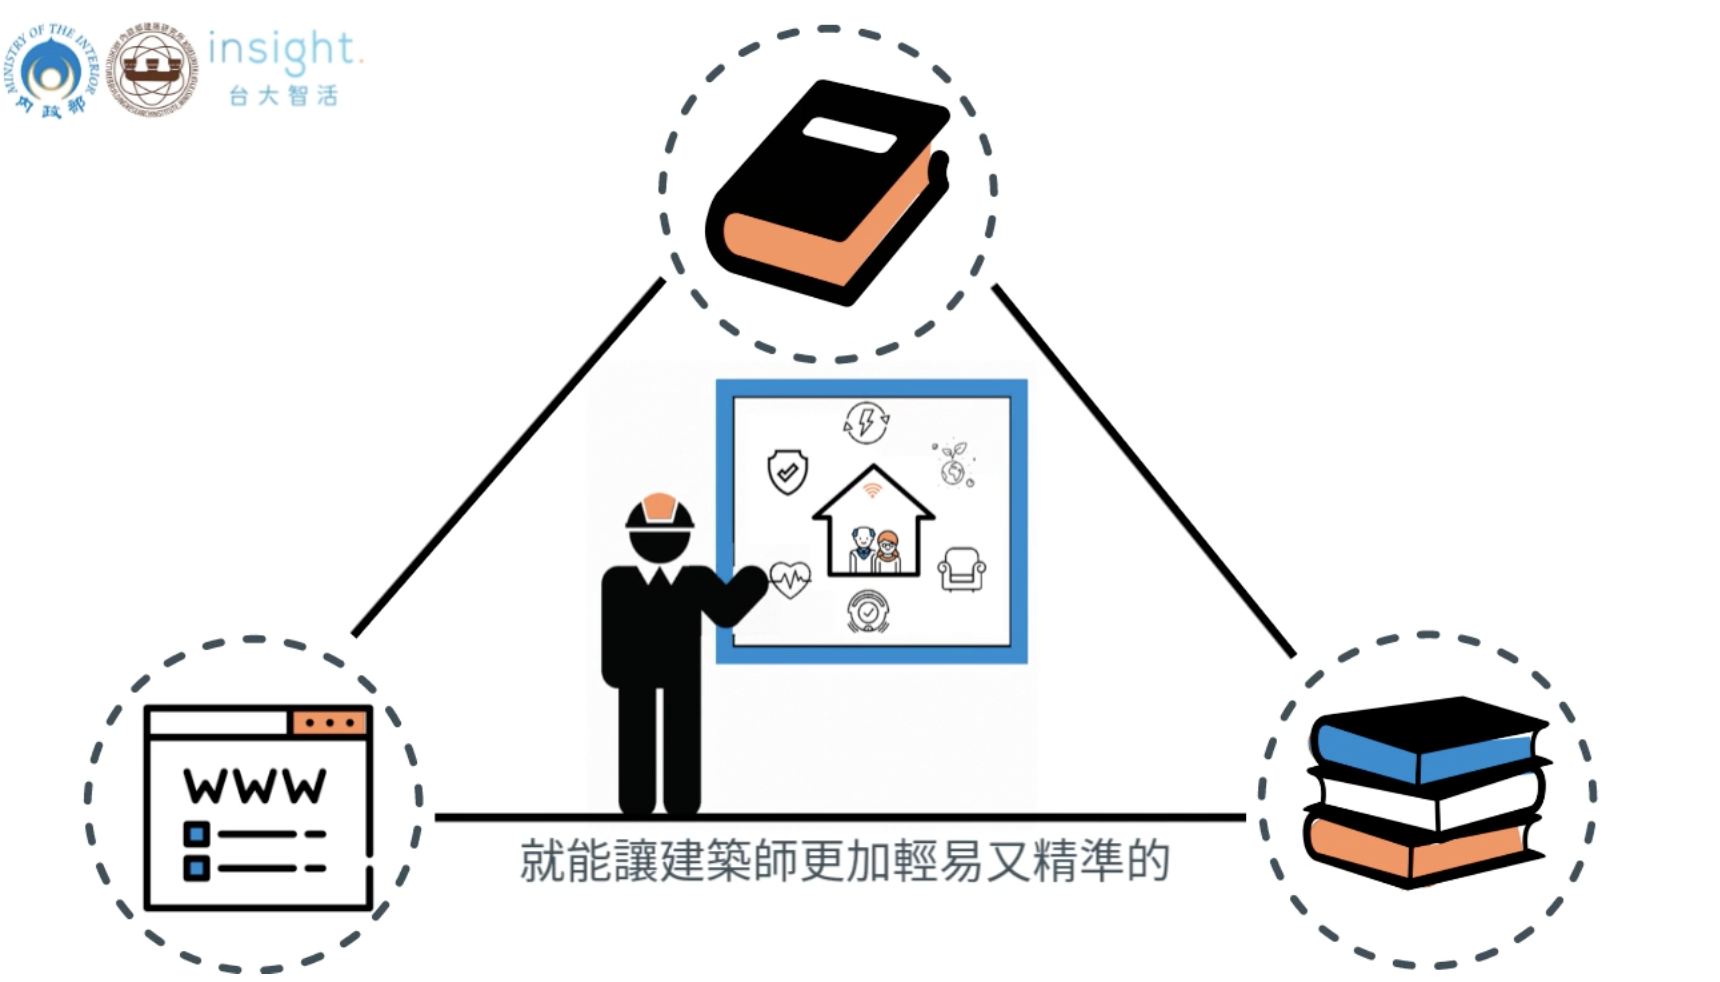 MINISTRY OF THE INTERIOR
內政部
insight.
台大智活
WWW
就能讓建築師更加輕易又精準的